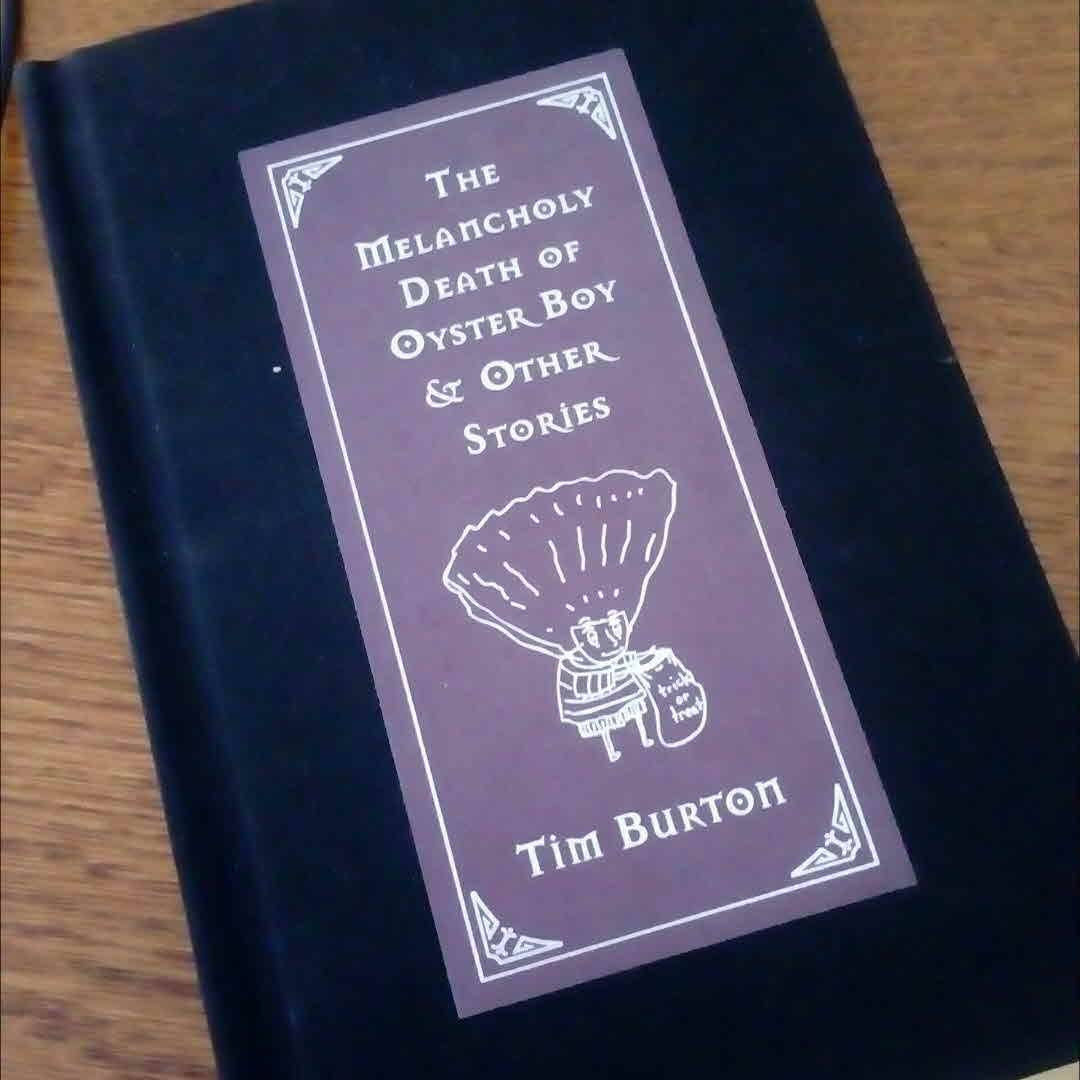 The
Melancholy
Death of
Oyster Boy
& Other
Stories
trick
or
treat
Tim Burton